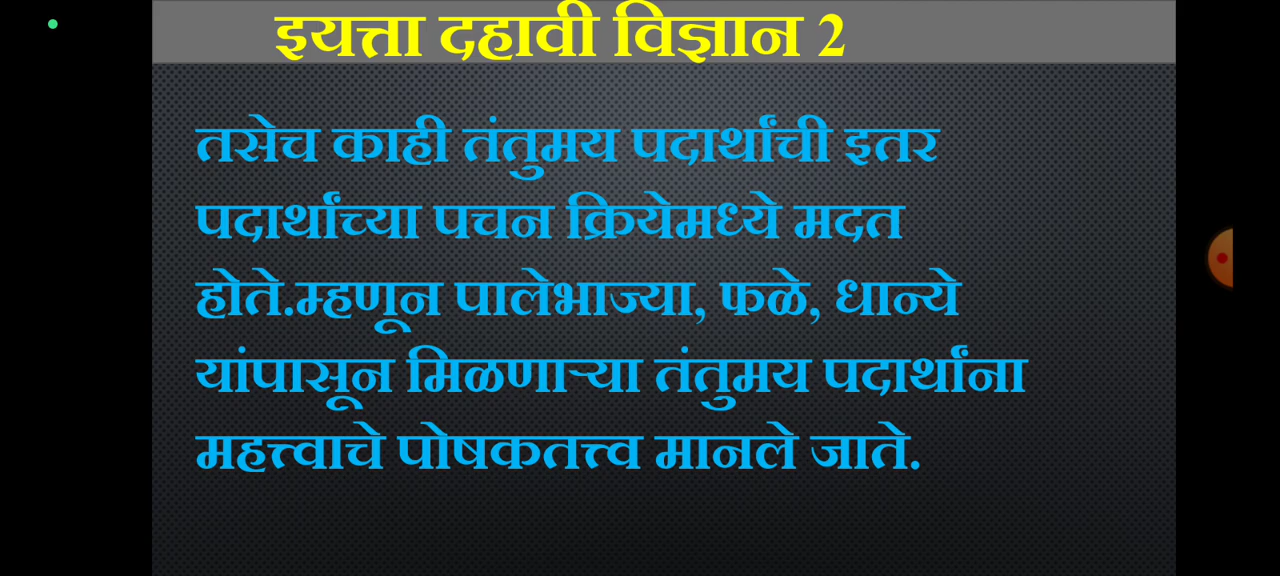 इयत्ता दहावी विज्ञान 2
तसेच काही तंतुमय पदार्थांची इतर
पदार्थांच्या पचन क्रियेमध्ये मदत
होते.म्हणून पालेभाज्या, फळे, धान्ये
यांपासून मिळणाऱ्या तंतुमय पदार्थांना
महत्त्वाचे पोषकतत्त्व मानले जाते.